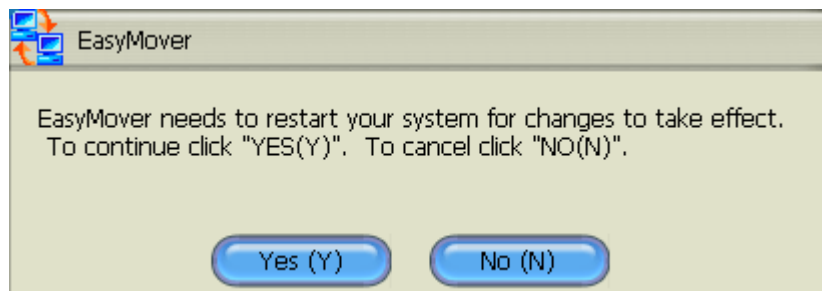 EasyMover
EasyMover needs to restart your system for changes to take effect.
To continue click "YES(Y)".  To cancel click "NO(N)".
Yes (Y)
No (N)